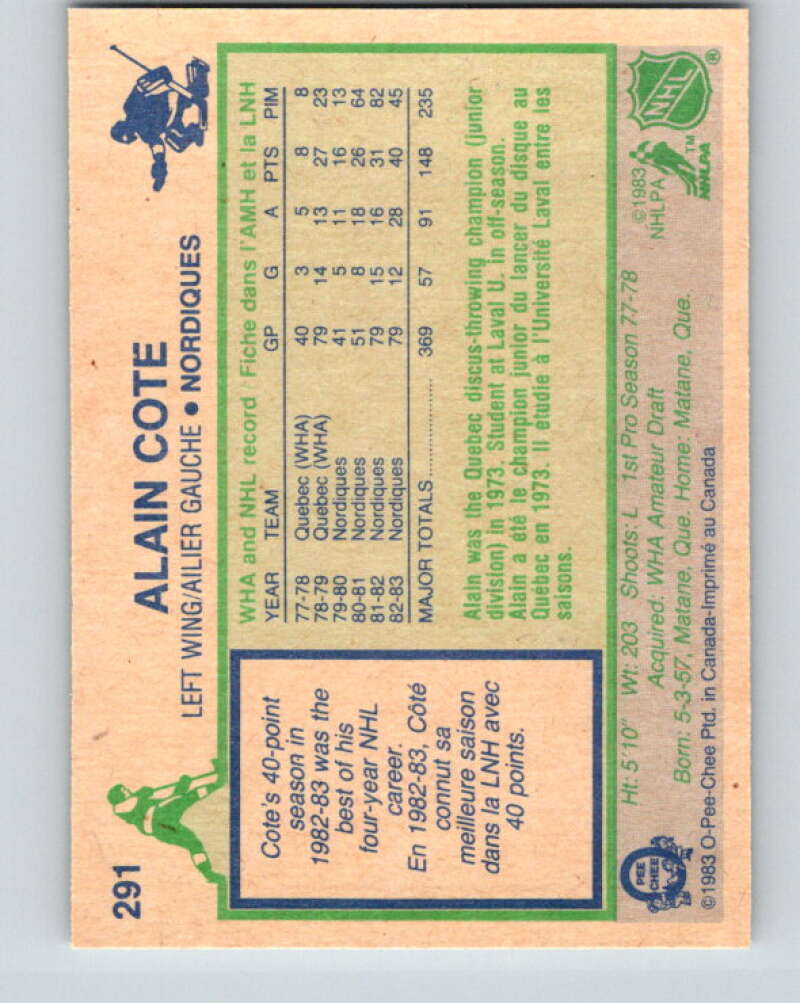 291
ALAIN COTE
LEFT WING/AILIER GAUCHE ● NORDIQUES
Cote's 40-point
season in
1982-83 was the
best of his
four-year NHL
career.
En 1982-83, Côté
connut sa
meilleure saison
dans la LNH avec
40 points.
WHA and NHL record / Fiche dans l'AMH et la LNH
YEAR TEAM GP G A PTS PIM
77-78 Quebec (WHA) 40 3 5 8 8
78-79 Quebec (WHA) 79 14 13 27 23
79-80 Nordiques 41 5 11 16 13
80-81 Nordiques 51 8 18 26 64
81-82 Nordiques 79 15 16 31 82
82-83 Nordiques 79 12 28 40 45
MAJOR TOTALS 369 57 91 148 235
Alain was the Quebec discus-throwing champion (junior
division) in 1973. Student at Laval U. in off-season.
Alain a été le champion junior du lancer du disque au
Québec en 1973. Il étudie à l'Université Laval entre les
saisons.
Ht: 5'10" Wt: 203 Shoots: L 1st Pro Season 77-78
Acquired: WHA Amateur Draft
Born: 5-3-57, Matane, Que. Home: Matane, Que.
©1983 O-Pee-Chee Ptd. in Canada-Imprimé au Canada
O
PEE
CHEE
©1983
NHLPA
NHL
®
TM
NHLPA